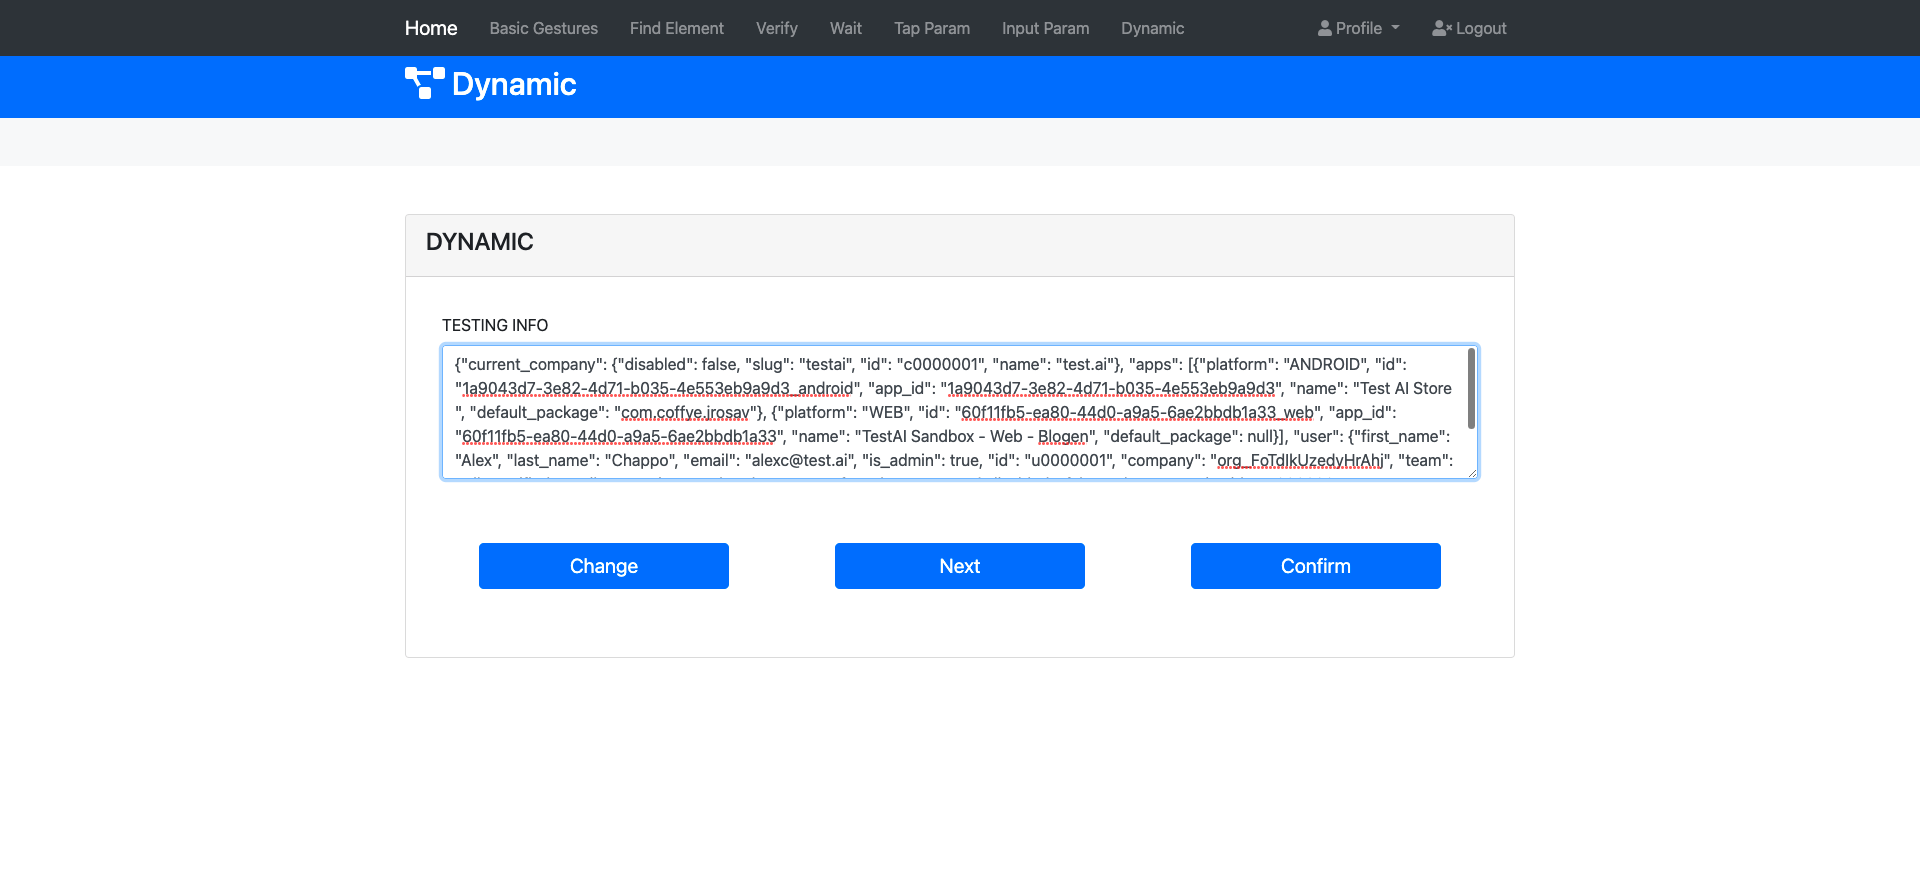 Home Basic Gestures Find Element Verify Wait Tap Param Input Param Dynamic Profile Logout
Dynamic
DYNAMIC
TESTING INFO
{"current_company": {"disabled": false, "slug": "testai", "id": "c0000001", "name": "test.ai"}, "apps": [{"platform": "ANDROID", "id":
"1a9043d7-3e82-4d71-b035-4e553eb9a9d3_android", "app_id": "1a9043d7-3e82-4d71-b035-4e553eb9a9d3", "name": "Test AI Store
", "default_package": "com.coffye.jrosav"}, {"platform": "WEB", "id": "60f11fb5-ea80-44d0-a9a5-6ae2bbdb1a33_web", "app_id":
"60f11fb5-ea80-44d0-a9a5-6ae2bbdb1a33", "name": "TestAI Sandbox - Web - Blogen", "default_package": null}], "user": {"first_name":
"Alex", "last_name": "Chappo", "email": "alexc@test.ai", "is_admin": true, "id": "u0000001", "company": "org_FoTdIkUzedyHrAhj", "team":
Change Next Confirm